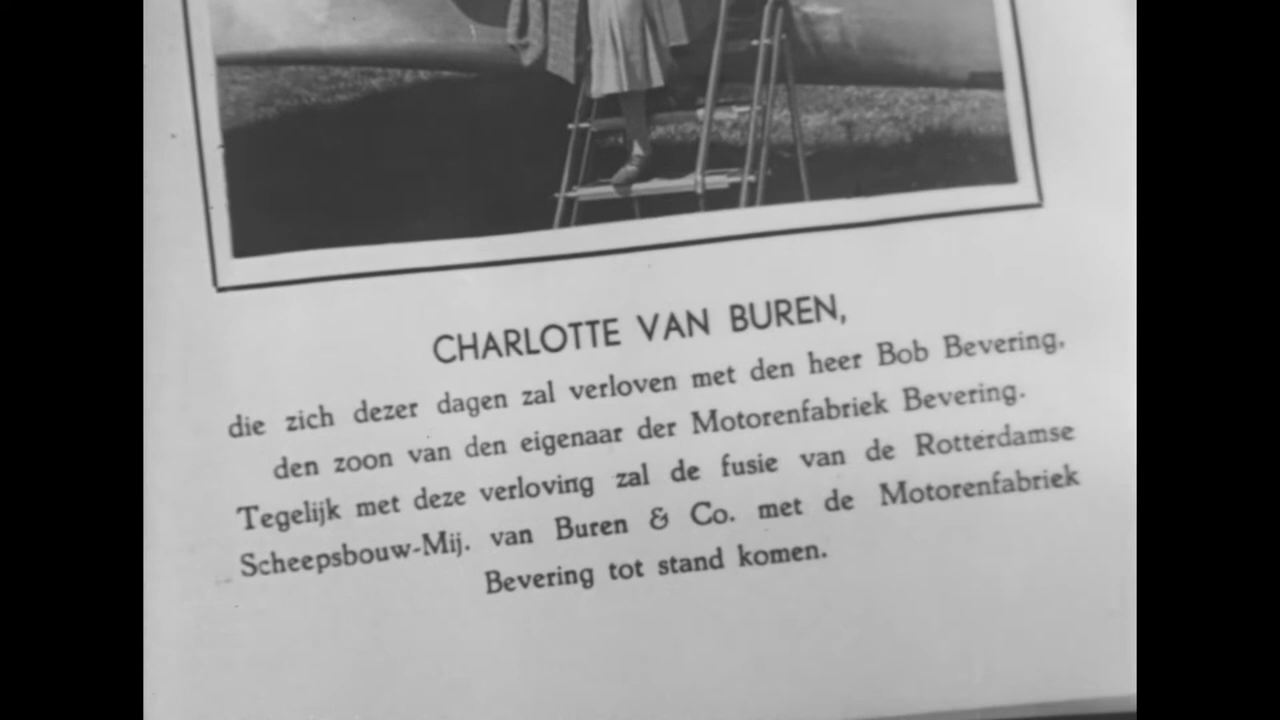 CHARLOTTE VAN BUREN,
die zich dezer dagen zal verloven met den heer Bob Bevering,
den zoon van den eigenaar der Motorenfabriek Bevering.
Tegelijk met deze verloving zal de fusie van de Rotterdamse
Scheepsbouw-Mij. van Buren & Co. met de Motorenfabriek
Bevering tot stand komen.